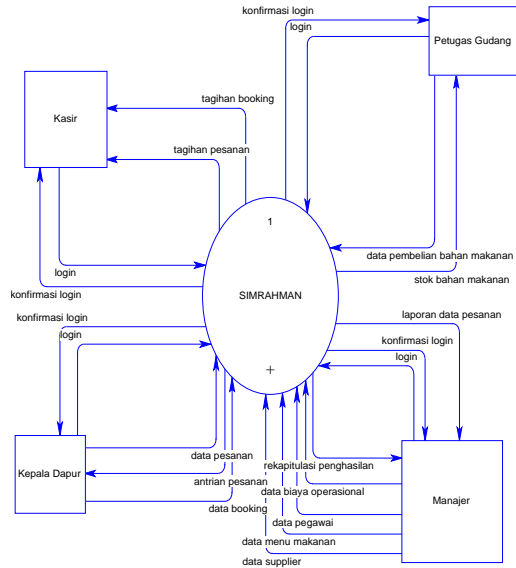 konfirmasi login
login
Petugas Gudang
tagihan booking
Kasir
tagihan pesanan
1
data pembelian bahan makanan
login
stok bahan makanan
konfirmasi login
SIMRAHMAN
laporan data pesanan
konfirmasi login
login
konfirmasi login
login
+
data pesanan
rekapitulasi penghasilan
Kepala Dapur
antrian pesanan
data biaya operasional
Manajer
data booking
data pegawai
data menu makanan
data supplier